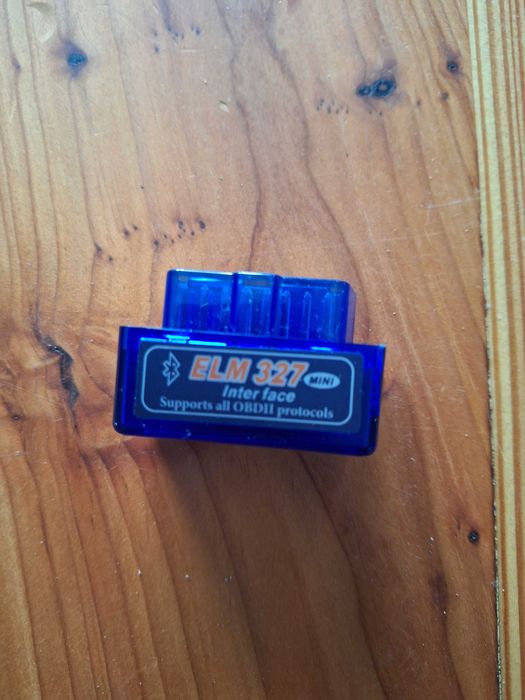 ELM 327 MINI
Inter face
Supports all OBDII protocols